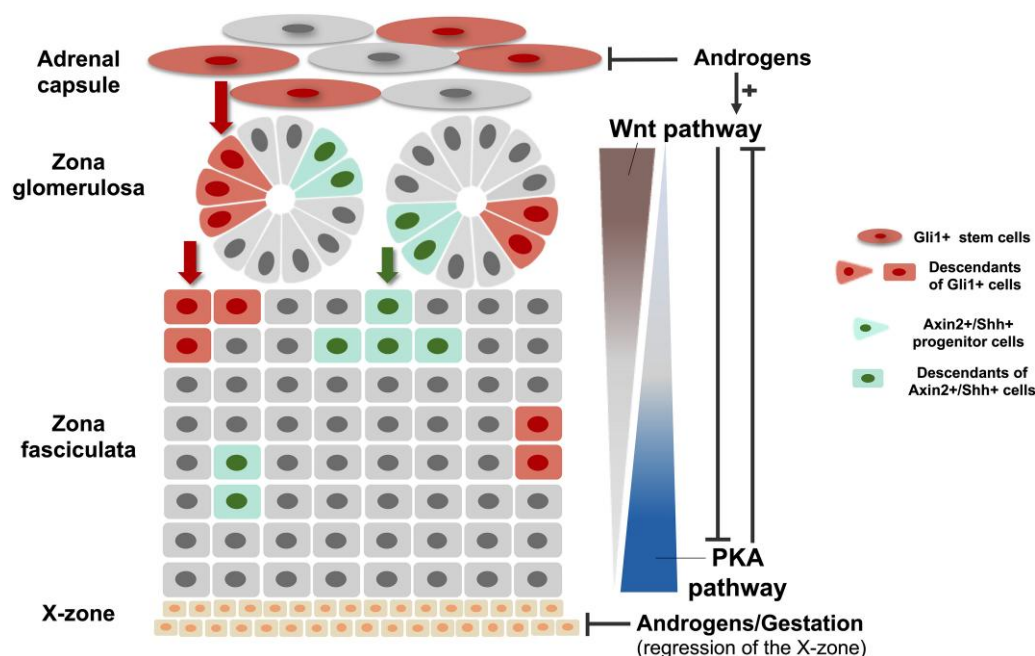 Adrenal
capsule
Androgens
+
Wnt pathway
Zona
glomerulosa
Gli1+ stem cells
Descendants
of Gli1+ cells
Axin2+/Shh+
progenitor cells
Descendants of
Axin2+/Shh+ cells
Zona
fasciculata
PKA
pathway
X-zone
Androgens/Gestation
(regression of the X-zone)